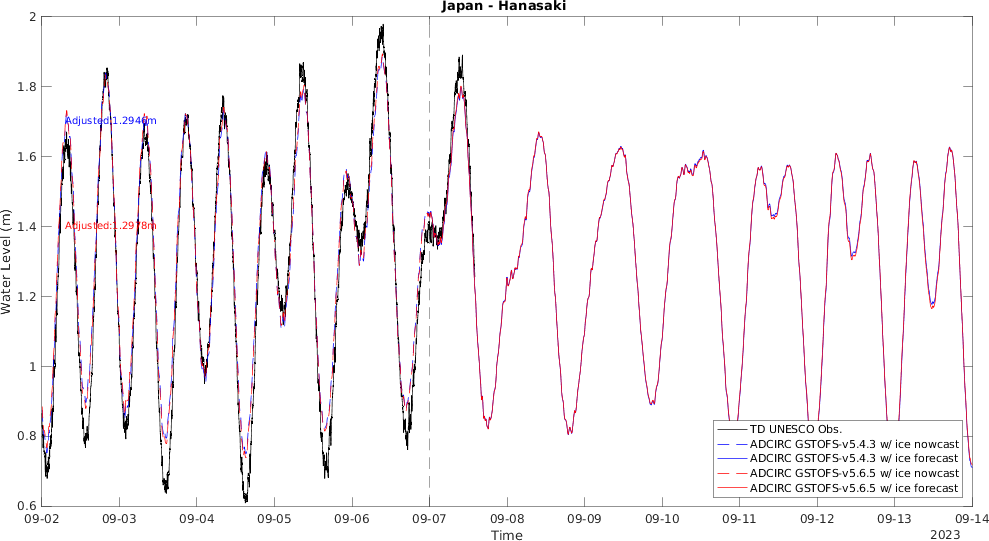 Japan - Hanasaki
2
1.8
1.6
1.4
1.2
1
0.8
0.6
Water Level (m)
Adjusted:1.2946m
Adjusted:1.2978m
TD UNESCO Obs.
ADCIRC GSTOFS-v5.4.3 w/ ice nowcast
ADCIRC GSTOFS-v5.4.3 w/ ice forecast
ADCIRC GSTOFS-v5.6.5 w/ ice nowcast
ADCIRC GSTOFS-v5.6.5 w/ ice forecast
09-02 09-03 09-04 09-05 09-06 09-07 09-08 09-09 09-10 09-11 09-12 09-13 09-14
Time
2023